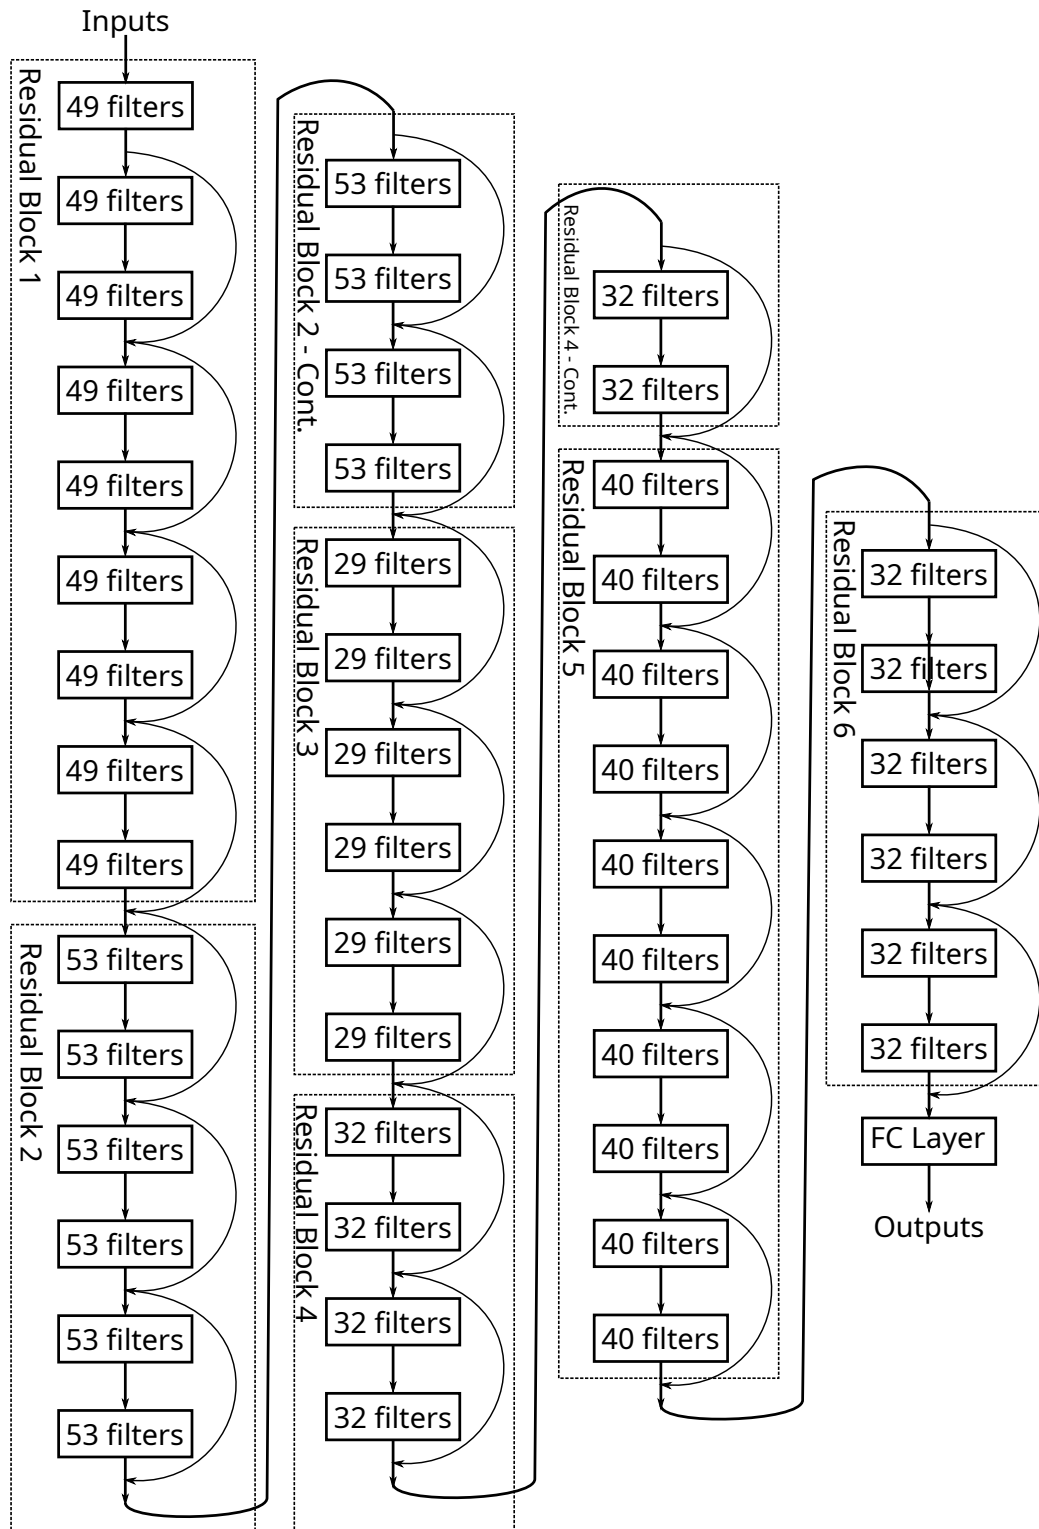 Inputs
Residual Block 1
49 filters
49 filters
49 filters
49 filters
49 filters
49 filters
49 filters
49 filters
49 filters
Residual Block 2
53 filters
53 filters
53 filters
53 filters
53 filters
53 filters
Residual Block 2 - Cont.
53 filters
53 filters
53 filters
53 filters
Residual Block 3
29 filters
29 filters
29 filters
29 filters
29 filters
29 filters
Residual Block 4
32 filters
32 filters
32 filters
32 filters
Residual Block 4 - Cont.
32 filters
32 filters
Residual Block 5
40 filters
40 filters
40 filters
40 filters
40 filters
40 filters
40 filters
40 filters
40 filters
40 filters
Residual Block 6
32 filters
32 filters
32 filters
32 filters
32 filters
32 filters
FC Layer
Outputs